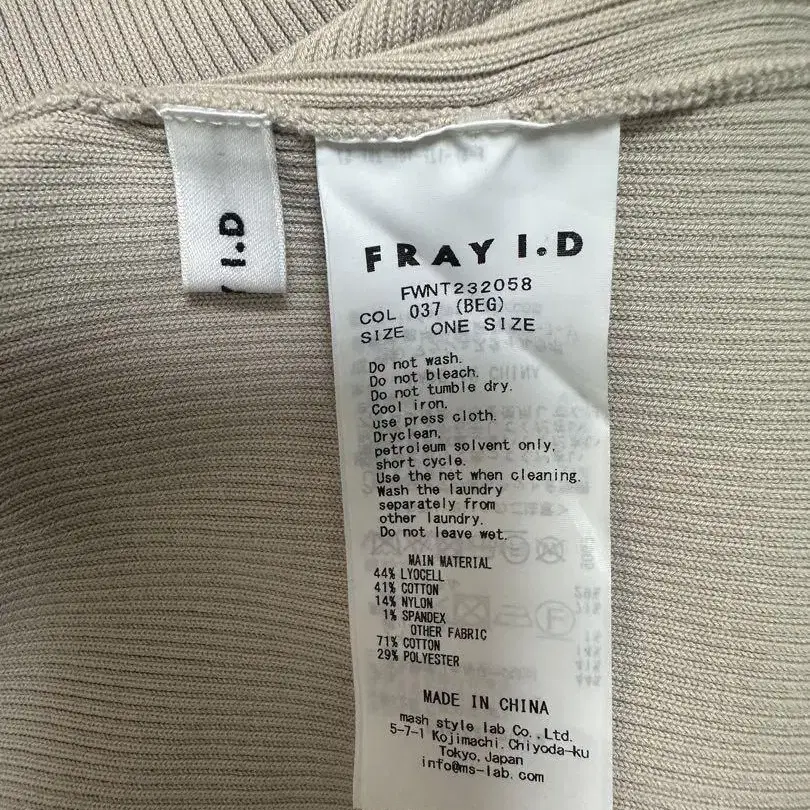 Y I.D
FRAY I.D
FWNT232058
COL 037 (BEG)
SIZE ONE SIZE
Do not wash.
Do not bleach.
Do not tumble dry.
Cool iron,
use press cloth.
Dryclean,
petroleum solvent only,
short cycle.
Use the net when cleaning.
Wash the laundry
separately from
other laundry.
Do not leave wet.
MAIN MATERIAL
44% LYOCELL
41% COTTON
14% NYLON
1% SPANDEX
OTHER FABRIC
71% COTTON
29% POLYESTER
MADE IN CHINA
mash style lab Co.,Ltd.
5-7-1 Kojimachi,Chiyoda-ku
Tokyo,Japan
info@ms-lab.com